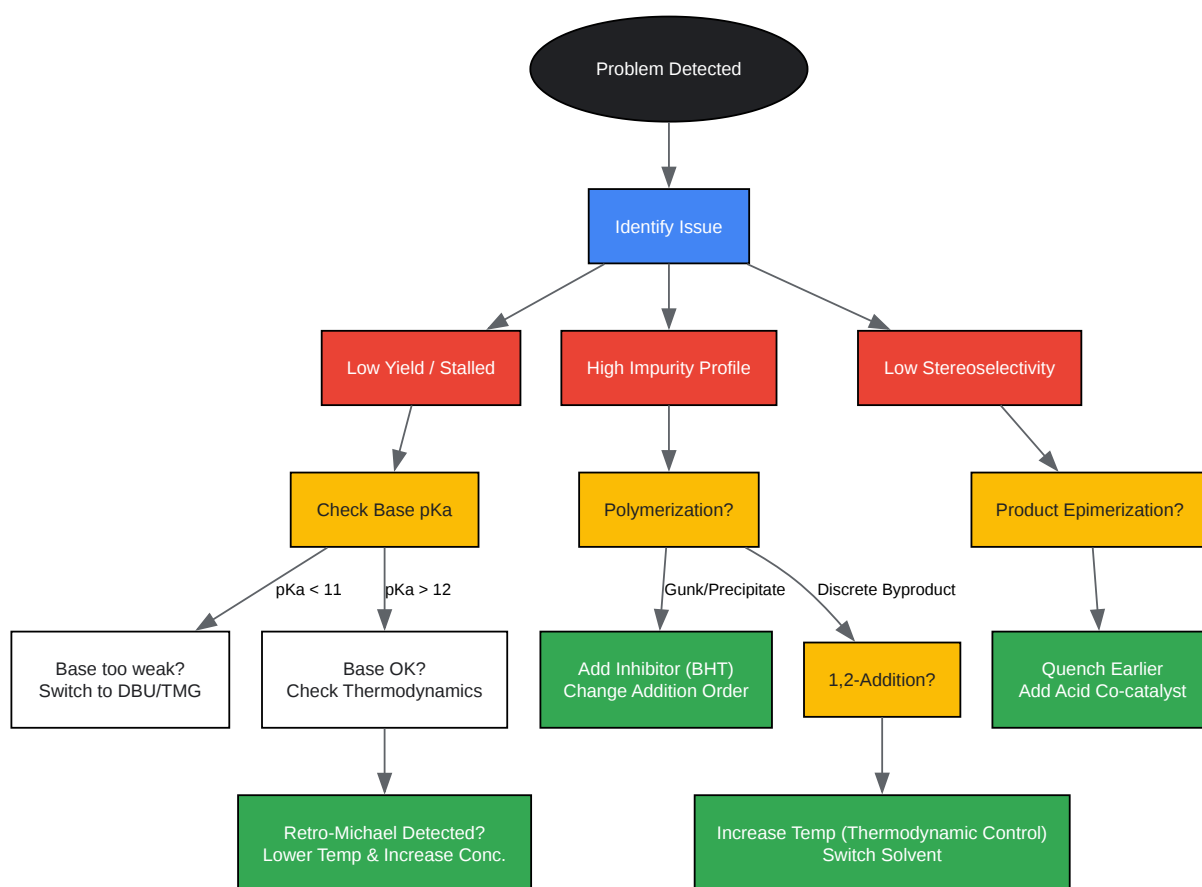 Problem Detected
Identify Issue
Low Yield / Stalled
High Impurity Profile
Low Stereoselectivity
Check Base pKa
Polymerization?
Product Epimerization?
pKa < 11
pKa > 12
Gunk/Precipitate
Discrete Byproduct
Base too weak?
Switch to DBU/TMG
Base OK?
Check Thermodynamics
Add Inhibitor (BHT)
Change Addition Order
1,2-Addition?
Quench Earlier
Add Acid Co-catalyst
Retro-Michael Detected?
Lower Temp & Increase Conc.
Increase Temp (Thermodynamic Control)
Switch Solvent